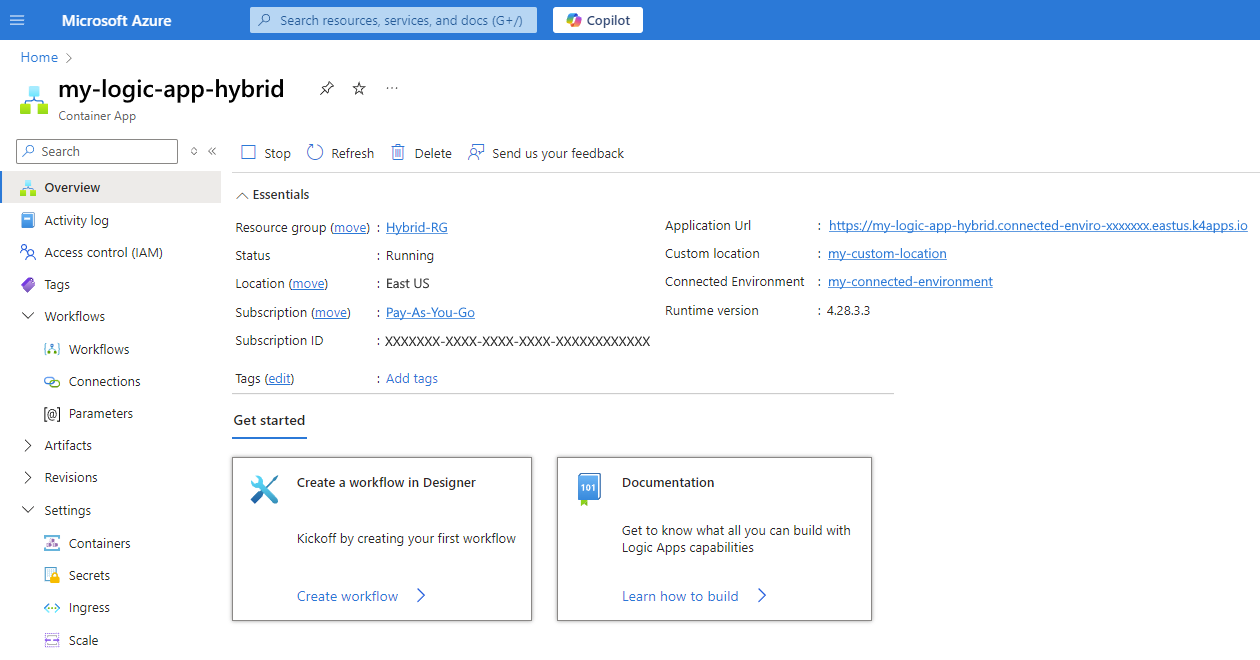 Microsoft Azure
Search resources, services, and docs (G+/)
Copilot
Home
my-logic-app-hybrid
Container App
Search
Stop
Refresh
Delete
Send us your feedback
Overview
Activity log
Access control (IAM)
Tags
Workflows
Workflows
Connections
Parameters
Artifacts
Revisions
Settings
Containers
Secrets
Ingress
Scale
Essentials
Resource group (move) : Hybrid-RG
Status : Running
Location (move) : East US
Subscription (move) : Pay-As-You-Go
Subscription ID : XXXXXXX-XXXX-XXXX-XXXX-XXXXXXXXXXXX
Tags (edit) : Add tags
Application Url : https://my-logic-app-hybrid.connected-enviro-xxxxxxx.eastus.k4apps.io
Custom location : my-custom-location
Connected Environment : my-connected-environment
Runtime version : 4.28.3.3
Get started
Create a workflow in Designer
Kickoff by creating your first workflow
Create workflow
101
Documentation
Get to know what all you can build with
Logic Apps capabilities
Learn how to build